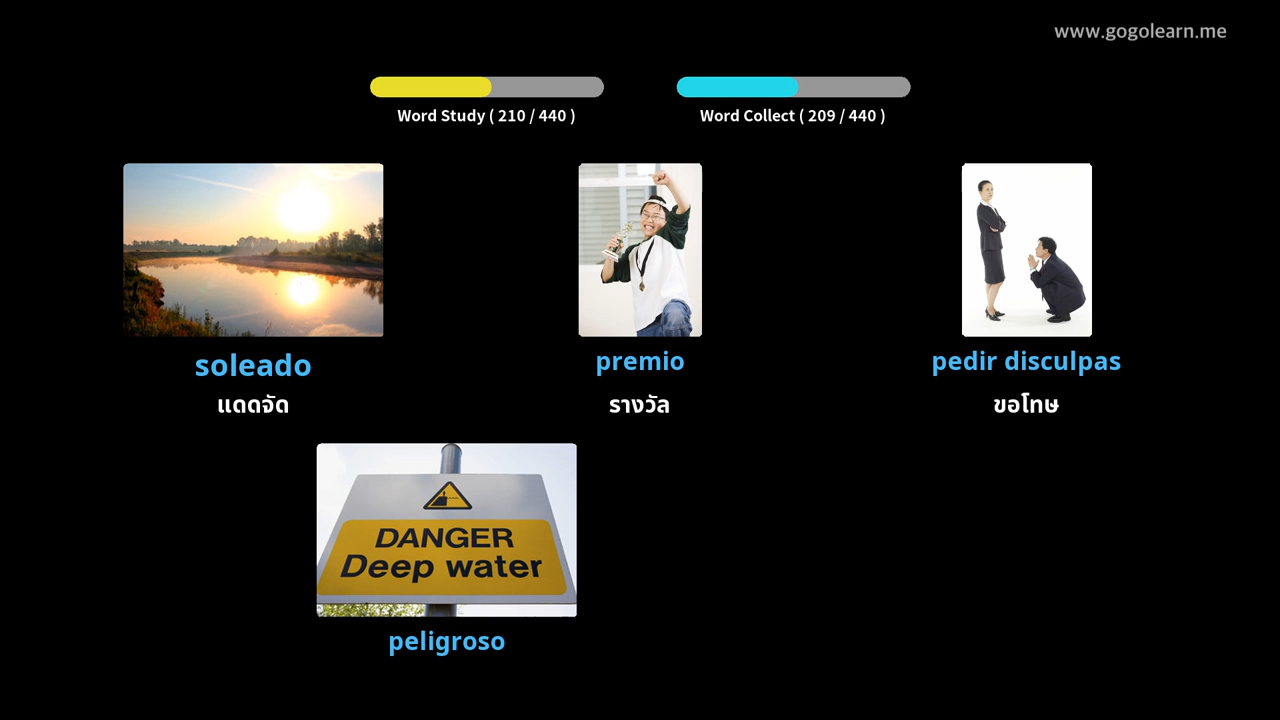 www.gogolearn.me
Word Study ( 210 / 440 )
Word Collect ( 209 / 440 )
soleado
premio
pedir disculpas
แดดจัด
รางวัล
ขอโทษ
DANGER
Deep water
peligroso